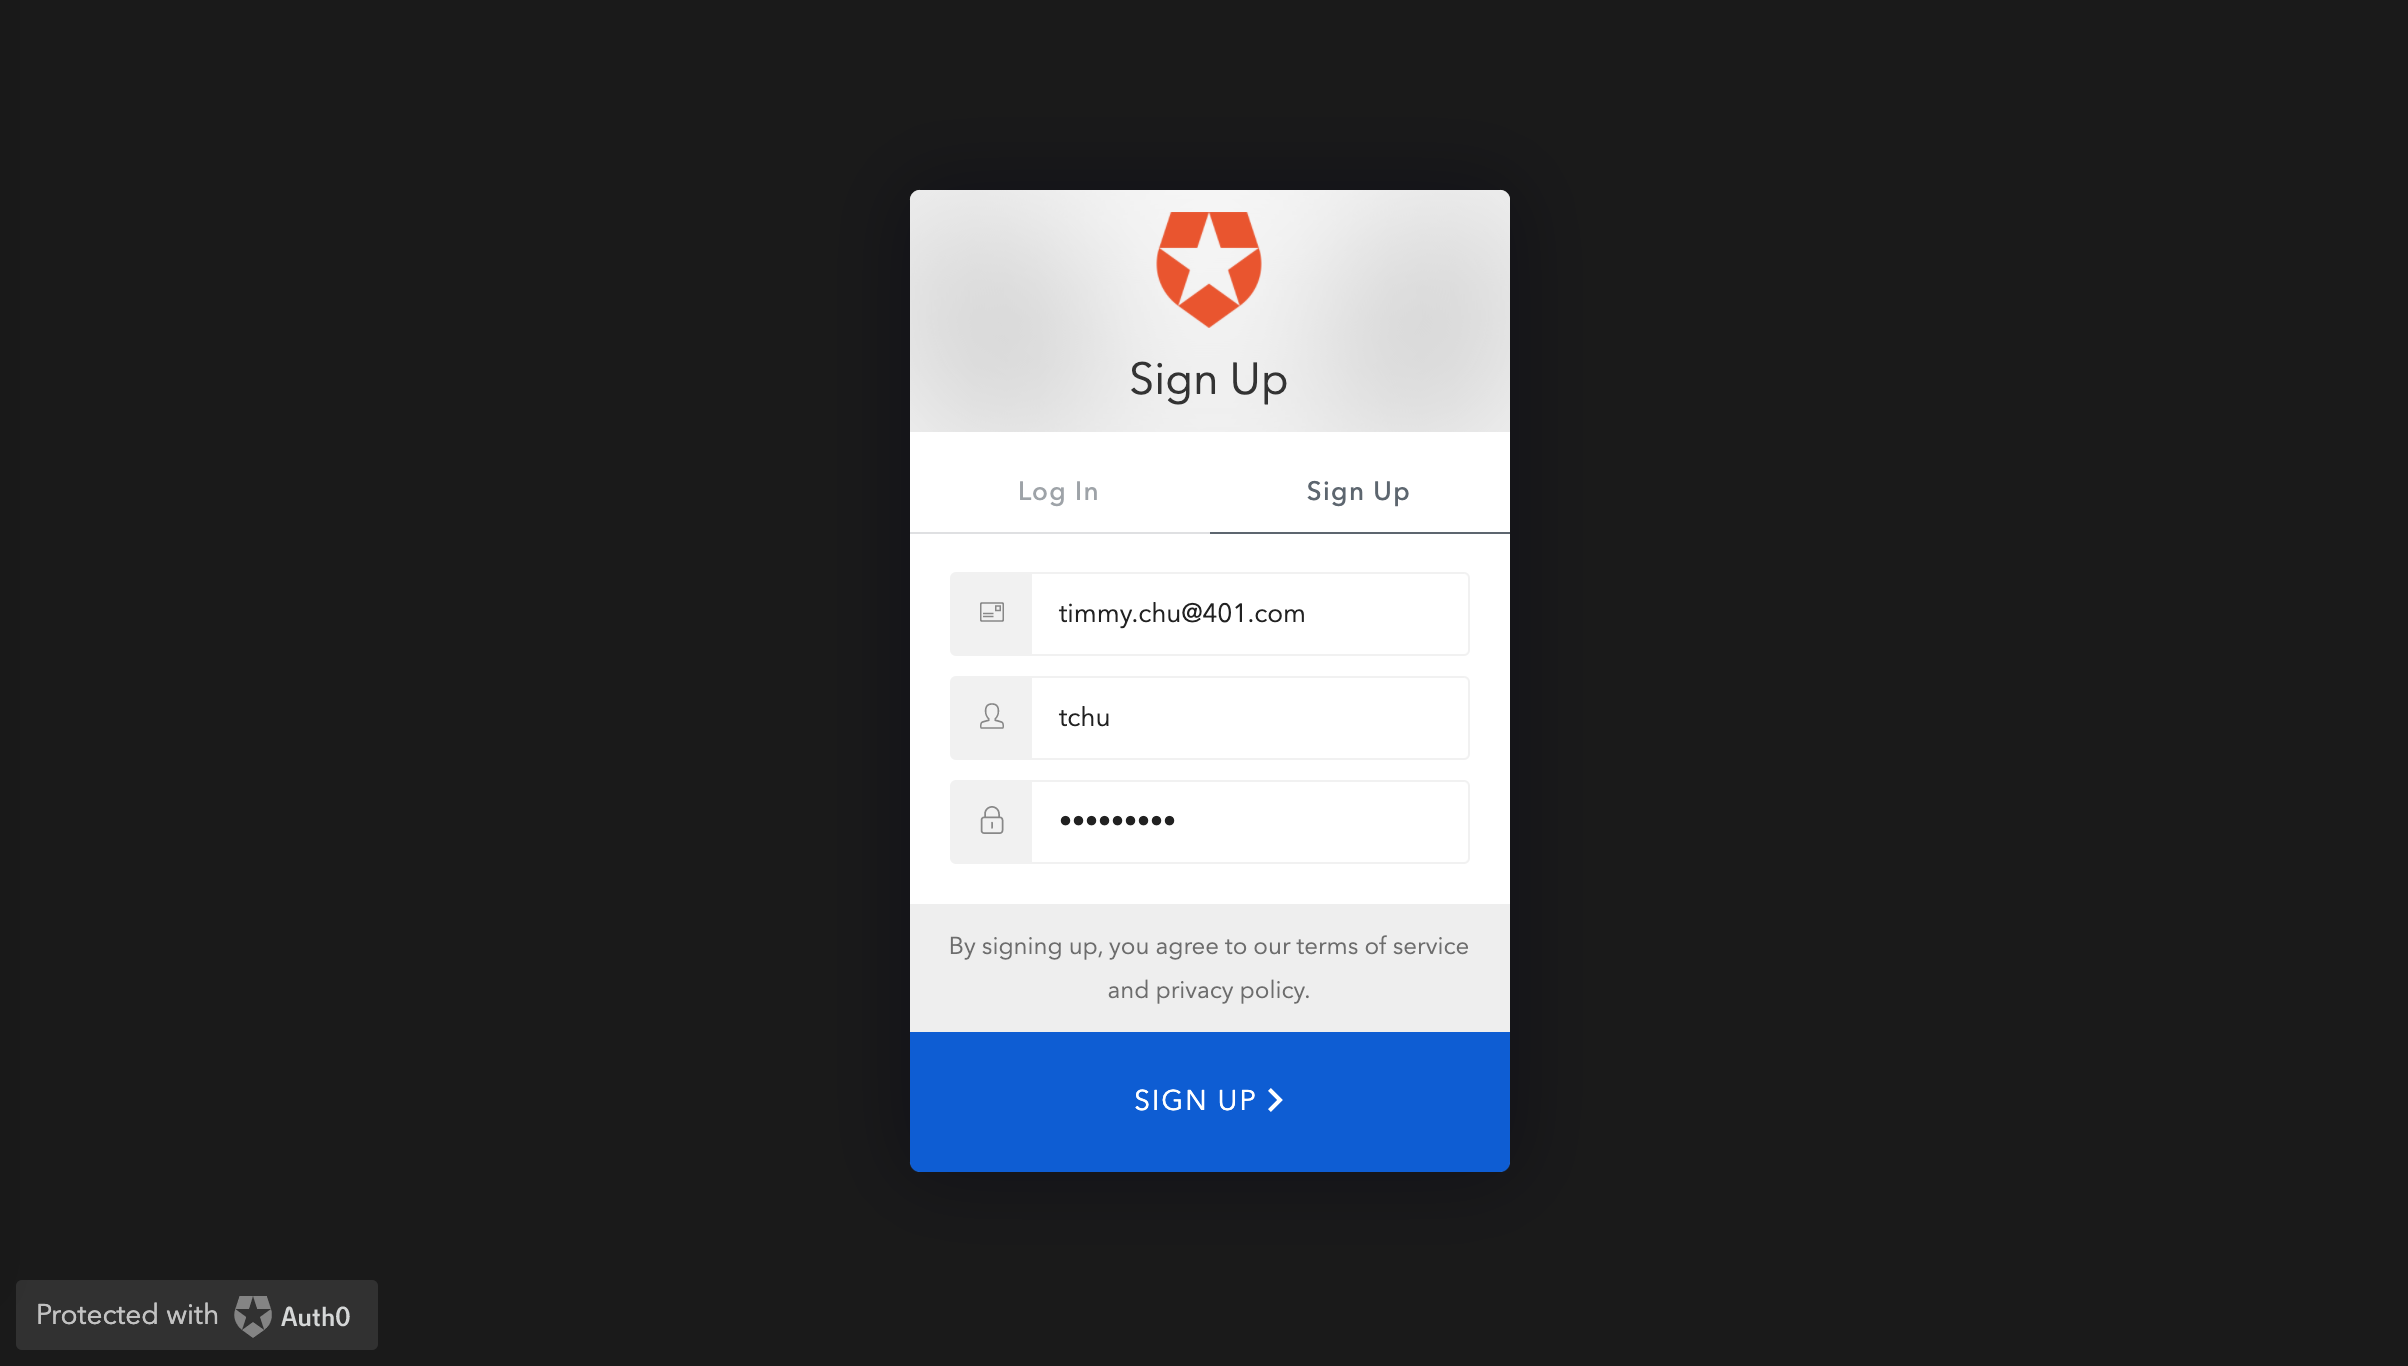 Sign Up
Log In
Sign Up
timmy.chu@401.com
tchu
•••••••••
By signing up, you agree to our terms of service
and privacy policy.
SIGN UP
Protected with Auth0